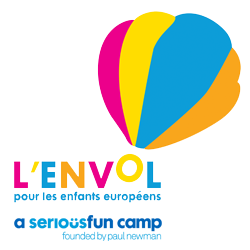 L'ENVOL
pour les enfants européens
a seriousfun camp
founded by paul newman